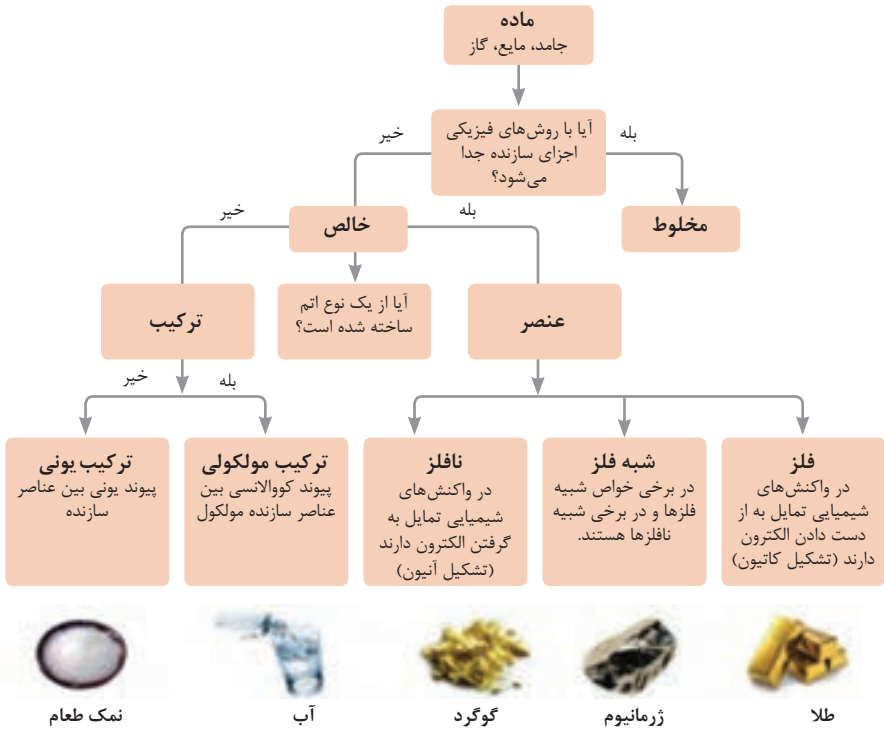 ماده
جامد، مایع، گاز
آیا با روش‌های فیزیکی
اجزای سازنده جدا
می‌شود؟
بله
خیر
مخلوط
خالص
بله
خیر
آیا از یک نوع اتم
ساخته شده است؟
عنصر
ترکیب
بله
خیر
فلز
در واکنش‌های
شیمیایی تمایل به از
دست دادن الکترون
دارند (تشکیل کاتیون)
شبه فلز
در برخی خواص شبیه
فلزها و در برخی شبیه
نافلزها هستند.
نافلز
در واکنش‌های
شیمیایی تمایل به
گرفتن الکترون دارند
(تشکیل آنیون)
ترکیب مولکولی
پیوند کووالانسی بین
عناصر سازنده مولکول
ترکیب یونی
پیوند یونی بین عناصر
سازنده
طلا
ژرمانیوم
گوگرد
آب
نمک طعام